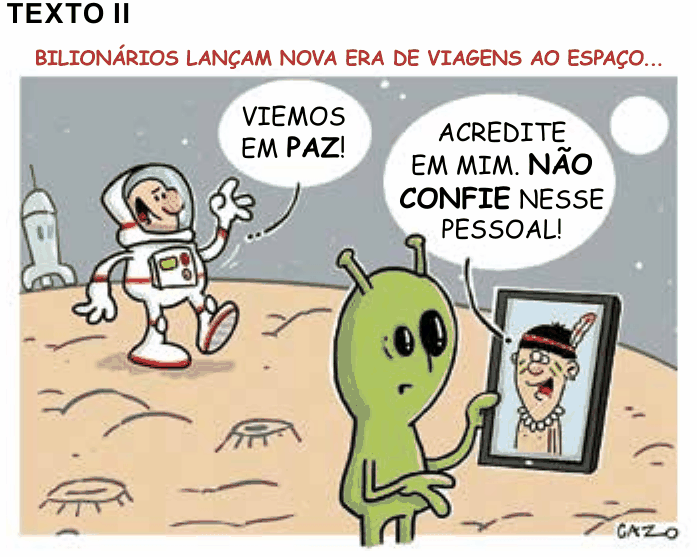 TEXTO II
BILIONÁRIOS LANÇAM NOVA ERA DE VIAGENS AO ESPAÇO...
VIEMOS
EM PAZ!
ACREDITE
EM MIM. NÃO
CONFIE NESSE
PESSOAL!
CAZO